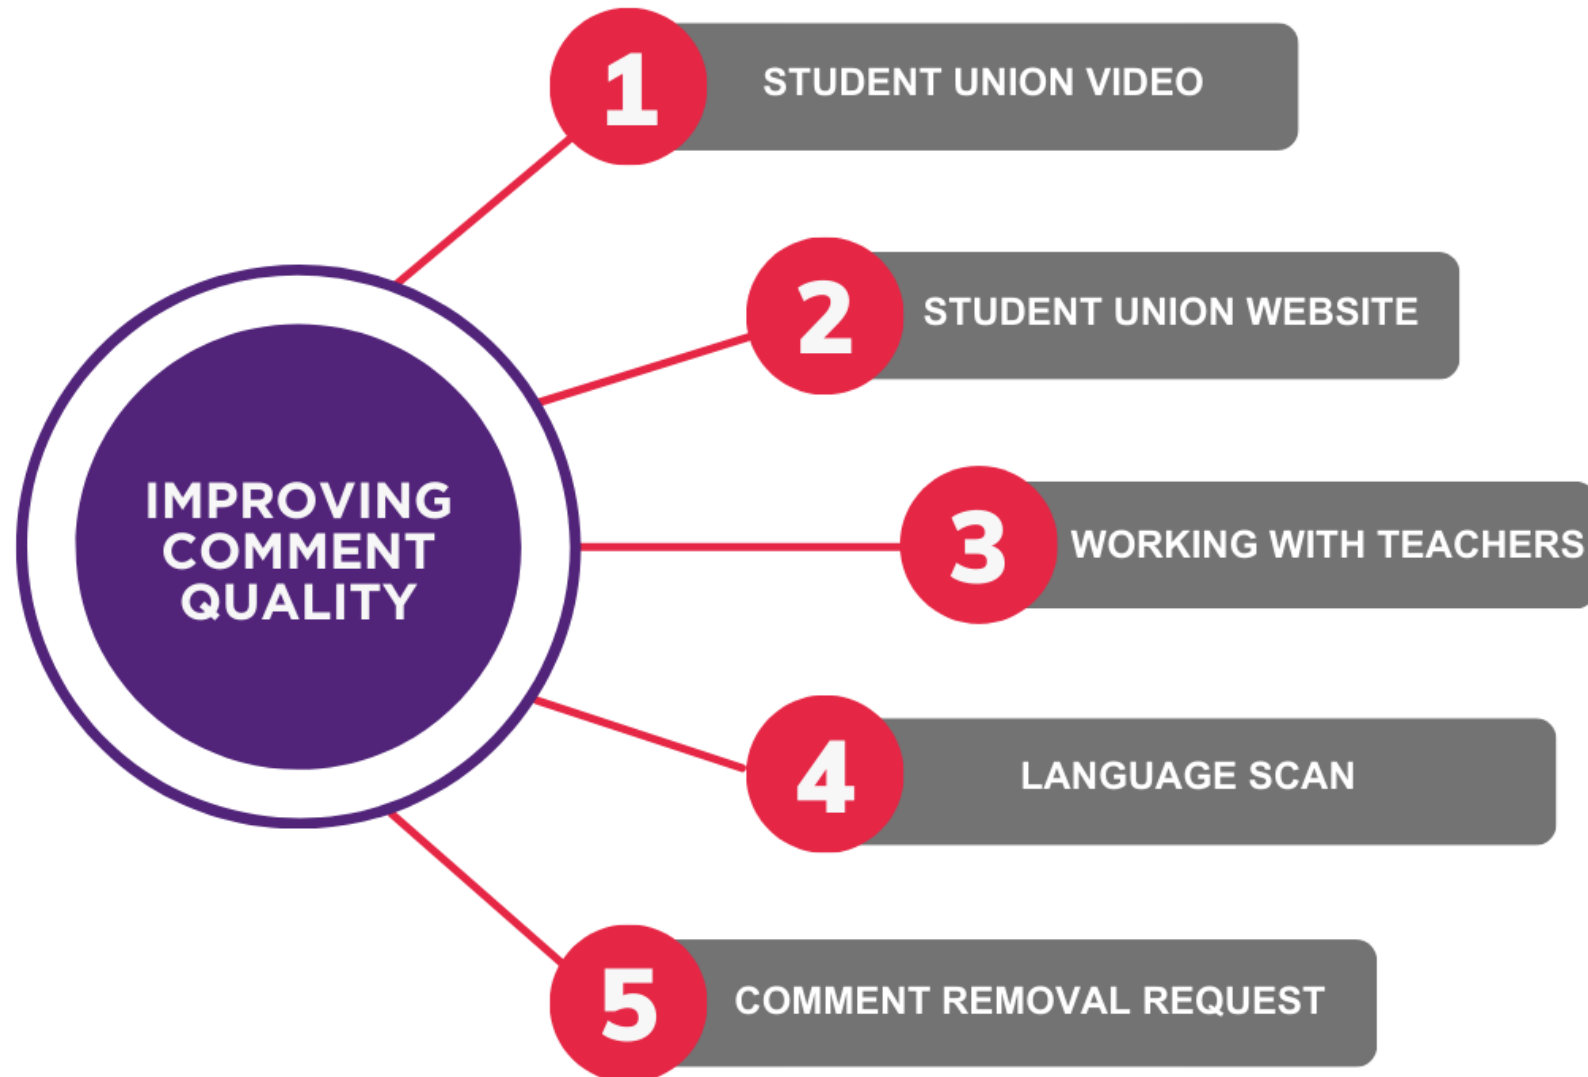 1
STUDENT UNION VIDEO
2
STUDENT UNION WEBSITE
IMPROVING
COMMENT
QUALITY
3
WORKING WITH TEACHERS
4
LANGUAGE SCAN
5
COMMENT REMOVAL REQUEST